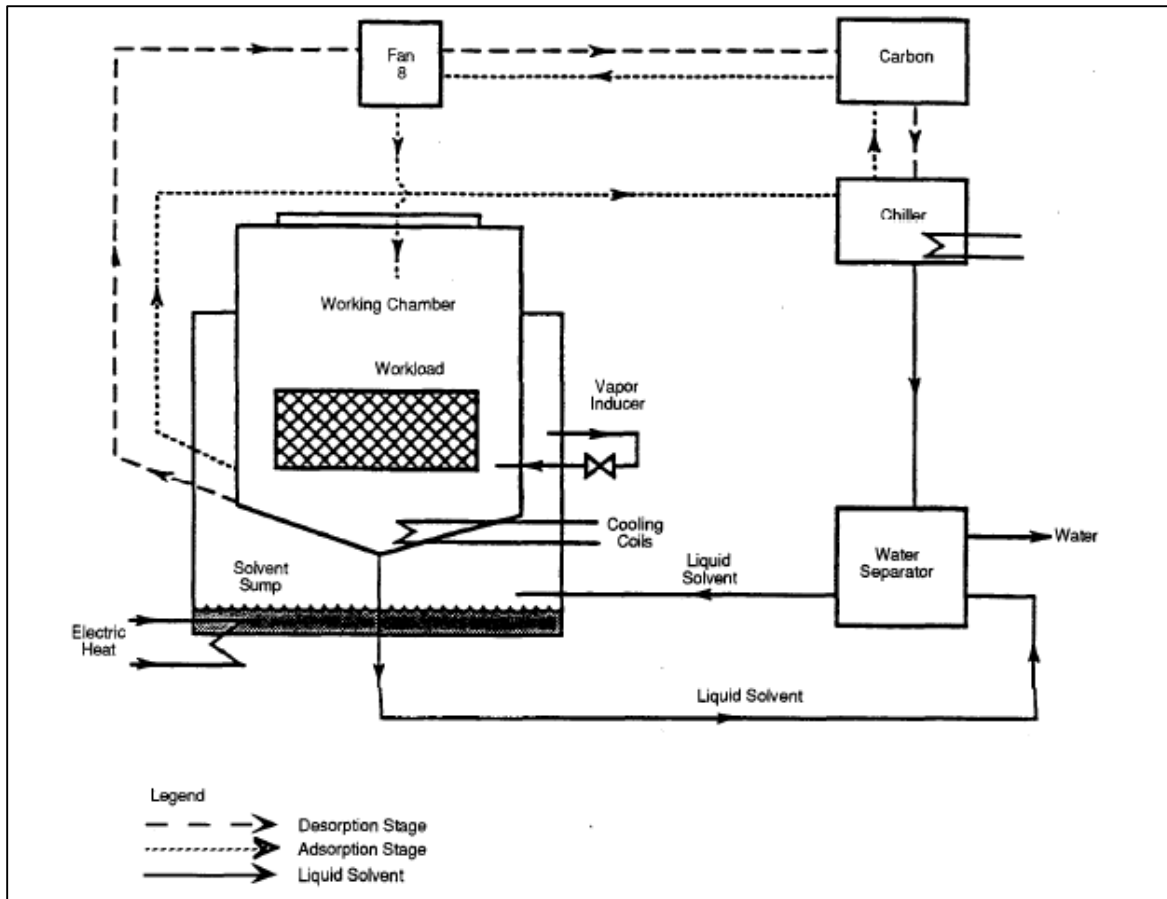 Fan
8
Carbon
Chiller
Working Chamber
Workload
Vapor
Inducer
Cooling
Coils
Solvent
Sump
Liquid
Solvent
Water
Separator
Water
Electric
Heat
Liquid Solvent
Legend
Desorption Stage
Adsorption Stage
Liquid Solvent